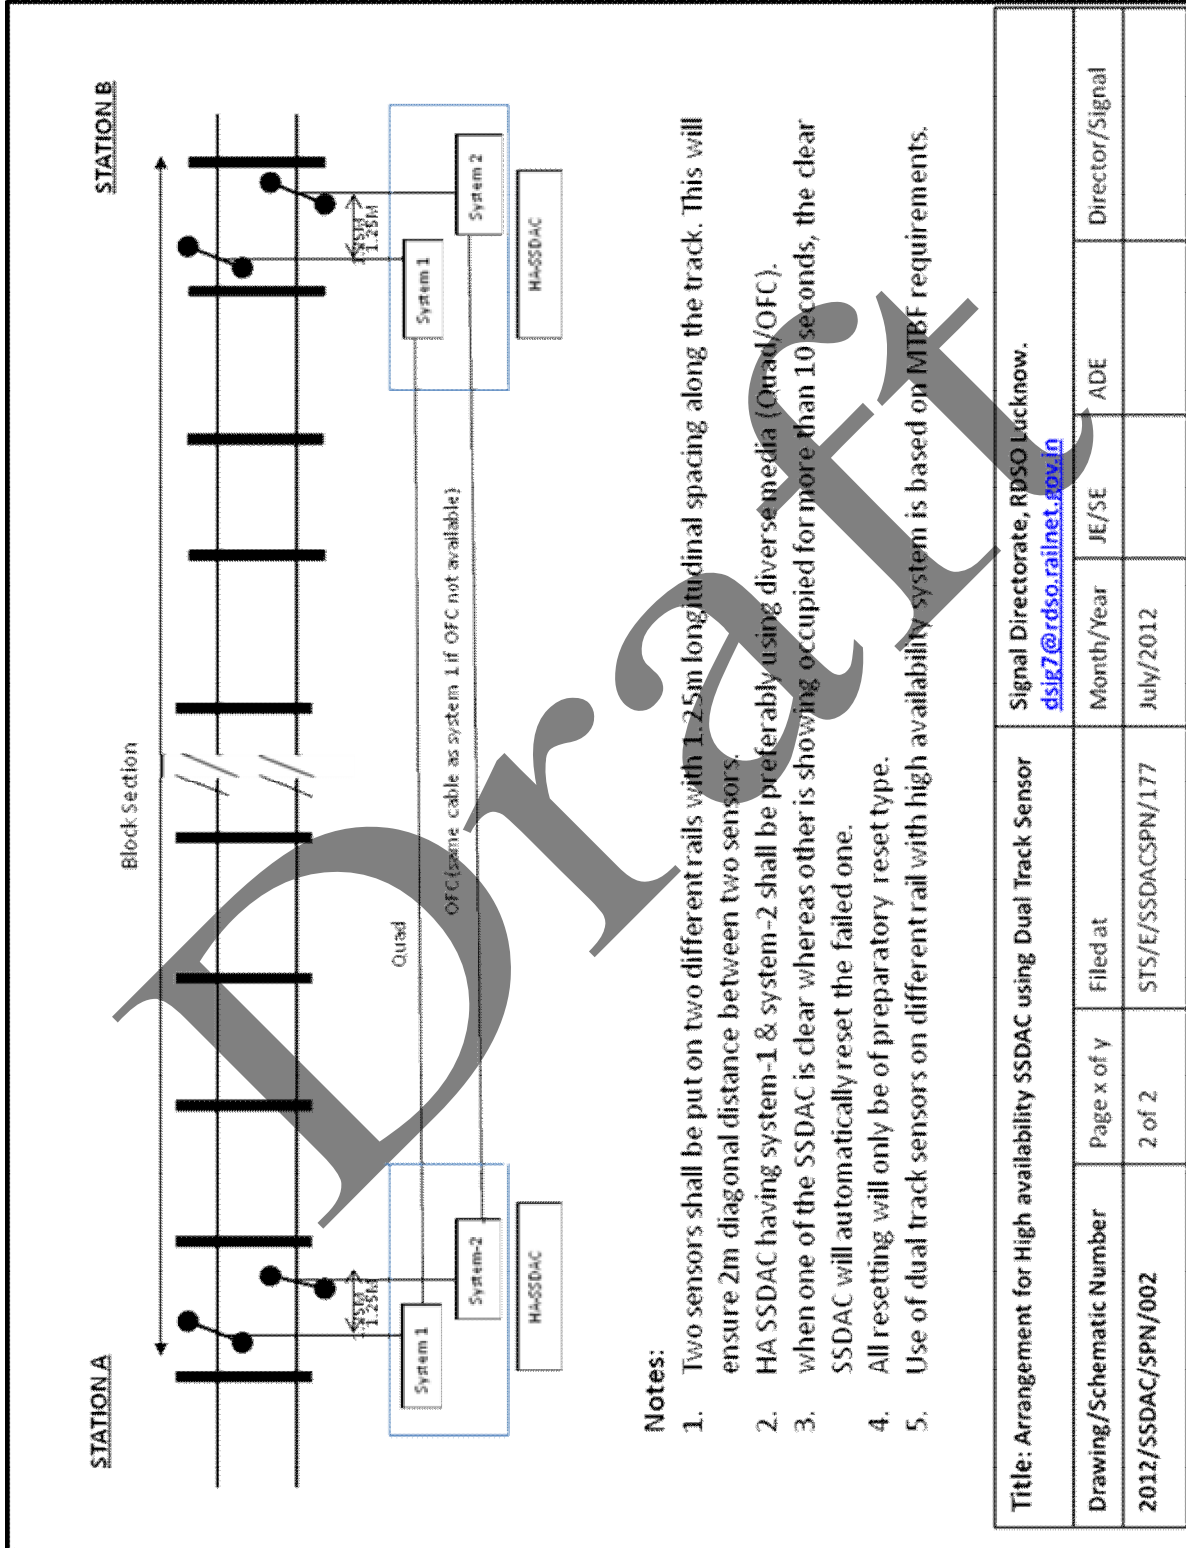 STATION A
STATION B
Block Section
1.25M
1.25M
System 1
System-2
HA-SSDAC
Quad
OFC (same cable as system 1 if OFC not available)
System 1
System 2
HA-SSDAC
Notes:
1. Two sensors shall be put on two different rails with 1.25m longitudinal spacing along the track. This will
ensure 2m diagonal distance between two sensors.
2. HA SSDAC having system-1 & system-2 shall be preferably using diverse media (Quad/OFC).
3. when one of the SSDAC is clear whereas other is showing occupied for more than 10 seconds, the clear
SSDAC will automatically reset the failed one.
4. All resetting will only be of preparatory reset type.
5. Use of dual track sensors on different rail with high availability system is based on MTBF requirements.
Draft
Title: Arrangement for High availability SSDAC using Dual Track Sensor
Signal Directorate, RDSO Lucknow.
dsig7@rdso.railnet.gov.in
Drawing/Schematic Number Page x of y Filed at Month/Year JE/SE ADE Director/Signal
2012/SSDAC/SPN/002 2 of 2 STS/E/SSDACSPN/177 July/2012